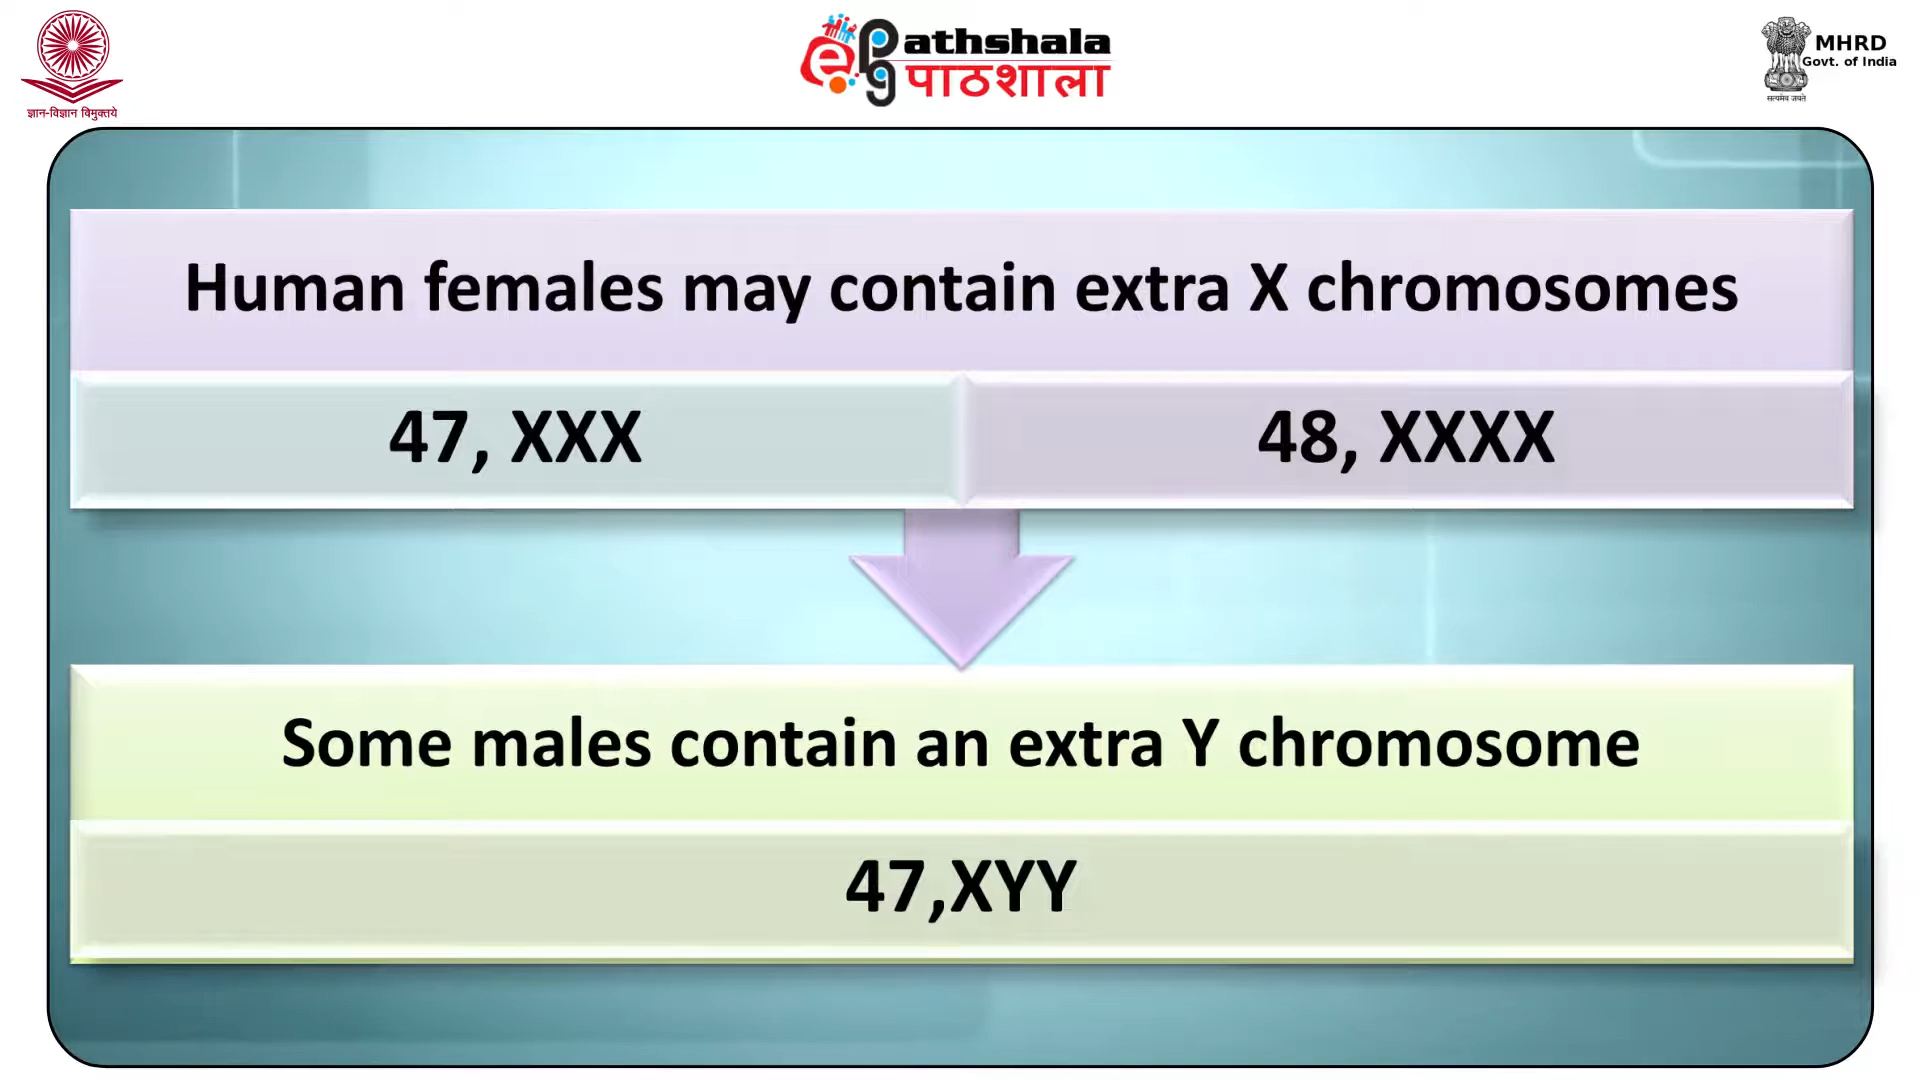 ज्ञान-विज्ञान विमुक्तये
ePG athshala
पाठशाला
MHRD
Govt. of India
सत्यमेव जयते
Human females may contain extra X chromosomes
47, XXX
48, XXXX
Some males contain an extra Y chromosome
47,XYY